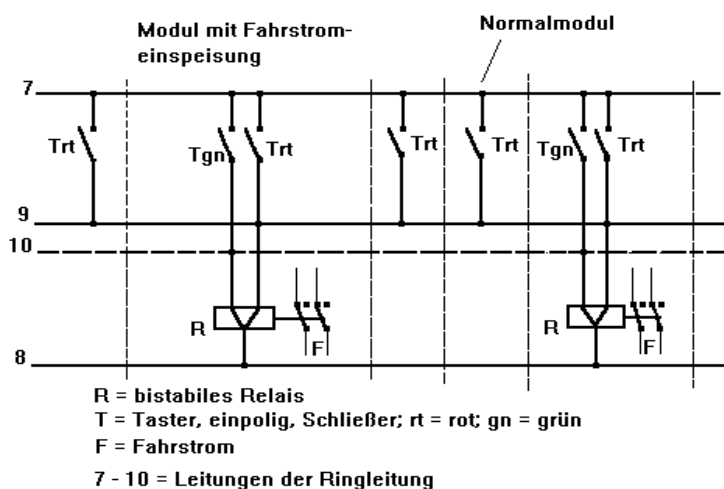 Modul mit Fahrstrom-
einspeisung
Normalmodul
7
Trt
Tgn
Trt
Trt
Trt
Tgn
Trt
9
10
R
F
R
F
8
R = bistabiles Relais
T = Taster, einpolig, Schließer; rt = rot; gn = grün
F = Fahrstrom
7 - 10 = Leitungen der Ringleitung